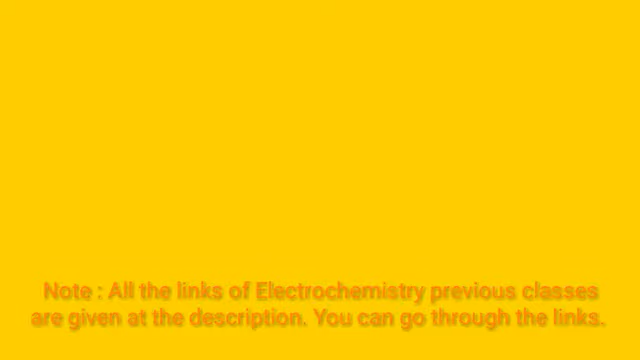 Note : All the links of Electrochemistry previous classes
are given at the description. You can go through the links.